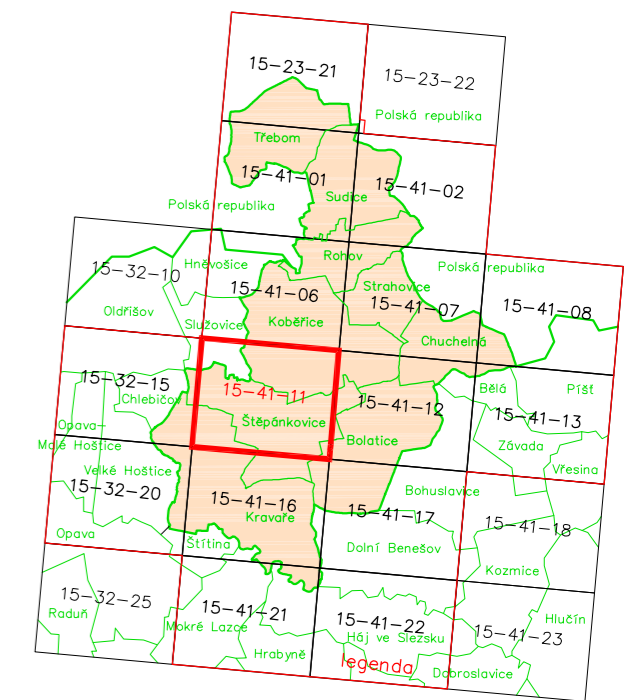 15-23-21
15-23-22
Polská republika
Třebom
15-41-01
15-41-02
Sudice
Polská republika
Hněvošice
Rohov
Polská republika
15-32-10
15-41-06
Strahovice
15-41-07
15-41-08
Oldřišov
Služovice
Kobeřice
Chuchelná
15-32-15
Chlebičov
15-41-11
15-41-12
Bělá
Píšť
15-41-13
Štěpánkovice
Opava-
Malé Hoštice
Bolatice
Závada
Velké Hoštice
Vřesina
15-32-20
15-41-16
Bohuslavice
Kravaře
15-41-17
15-41-18
Opava
Štítina
Dolní Benešov
Kozmice
15-32-25
Raduň
15-41-21
Mokré Lazce
15-41-22
Háj ve Slezsku
Hlučín
15-41-23
Hrabyně
legenda
Dobroslavice